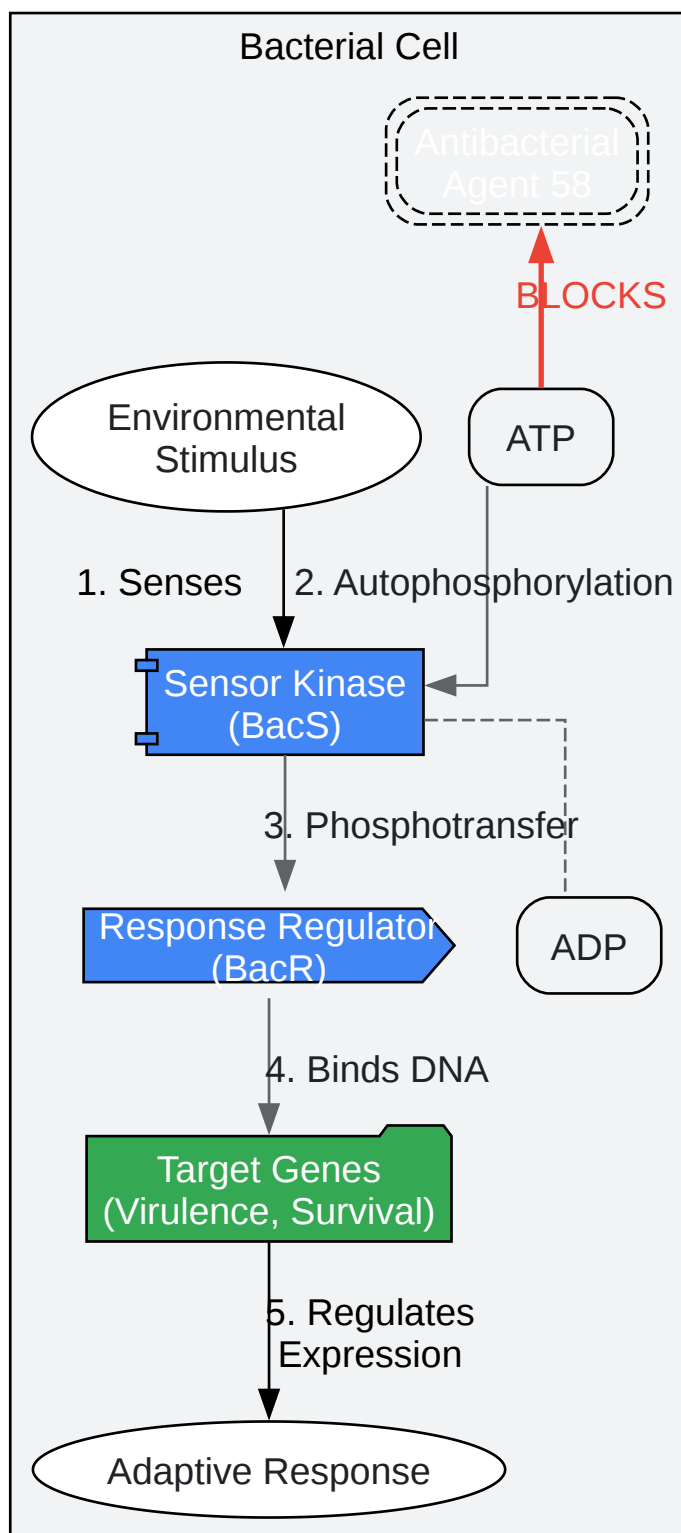 Bacterial Cell
Antibacterial
Agent 58
BLOCKS
Environmental
Stimulus
ATP
1. Senses
2. Autophosphorylation
Sensor Kinase
(BacS)
3. Phosphotransfer
Response Regulator
(BacR)
ADP
4. Binds DNA
Target Genes
(Virulence, Survival)
5. Regulates
Expression
Adaptive Response